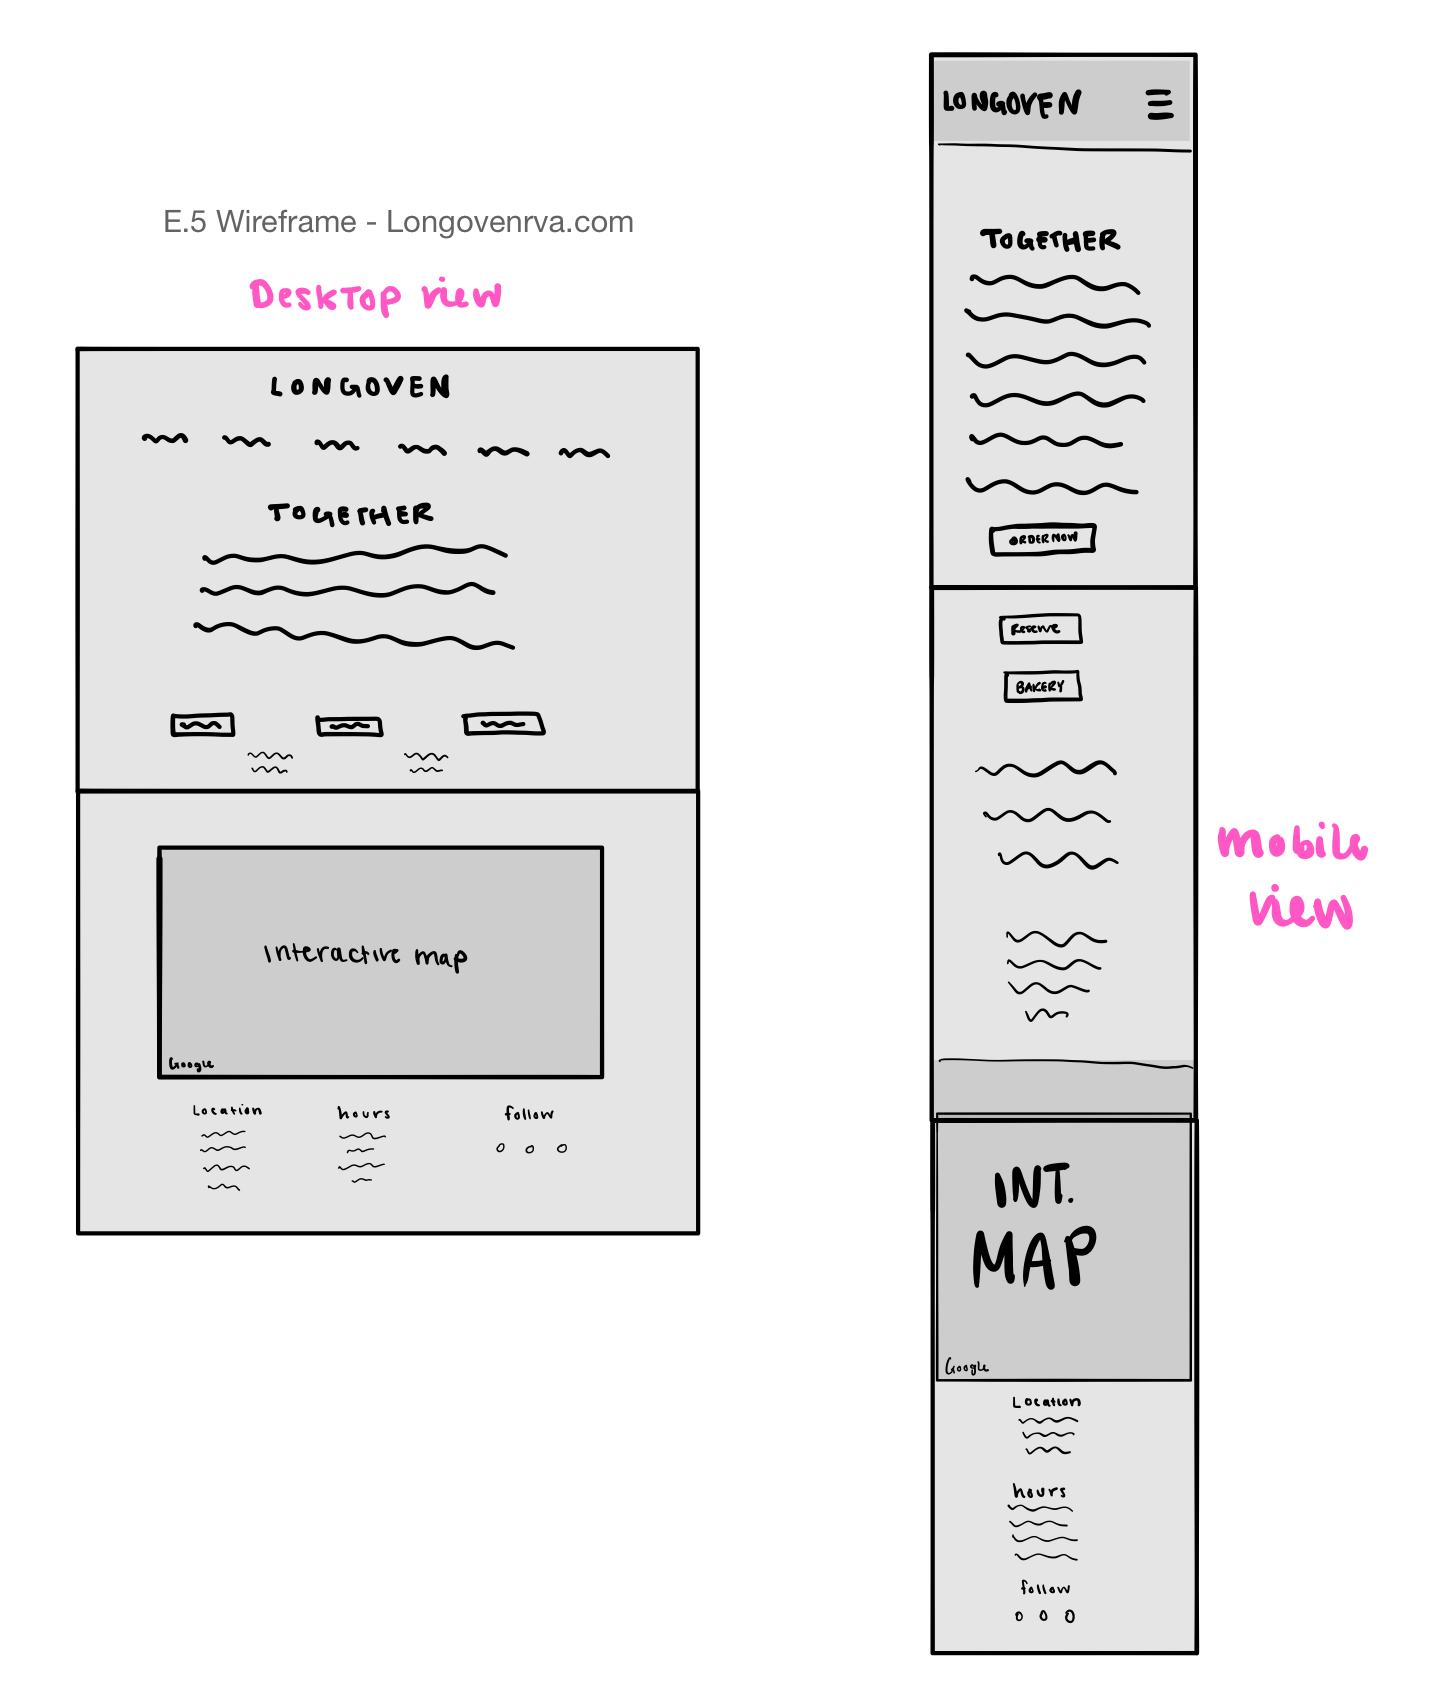 E.5 Wireframe - Longovenrva.com
Desktop view
LONGOVEN
TOGETHER
Interactive map
Google
Location
hours
follow
LONGOVEN
TOGETHER
ORDER NOW
Reserve
BAKERY
INT.
MAP
Google
Location
hours
follow
mobile
view